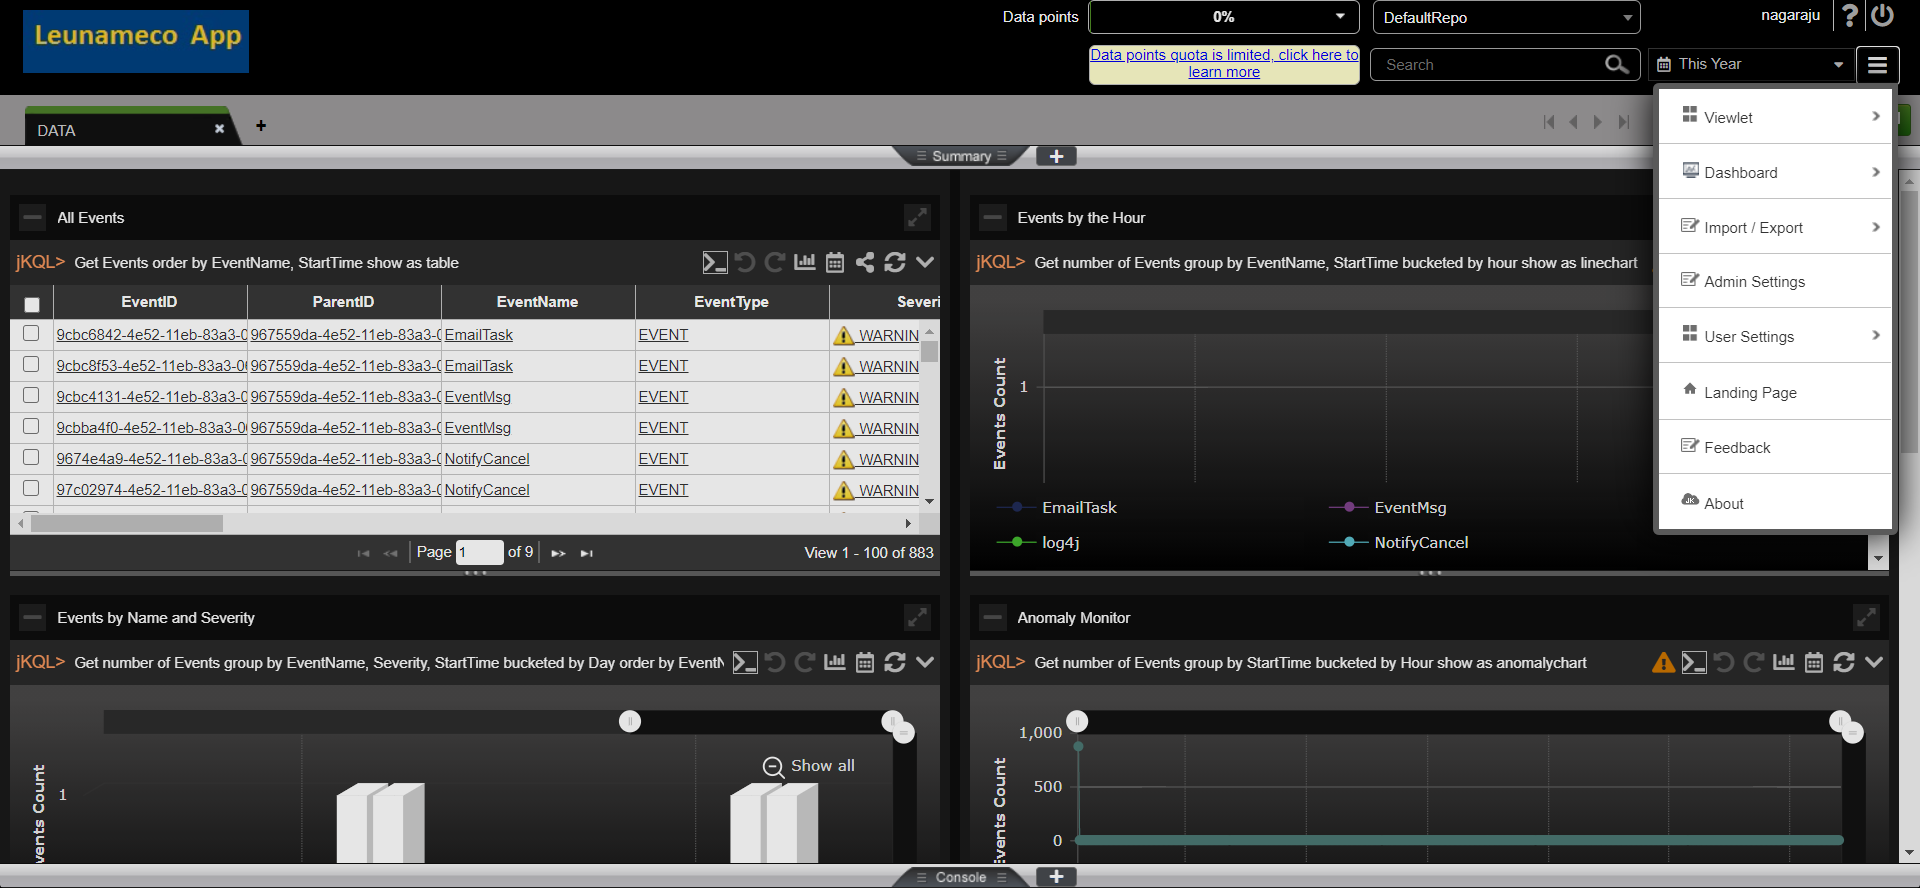 Leunameco App
Data points
0%
DefaultRepo
nagaraju
Data points quota is limited, click here to
learn more
Search
This Year
DATA
Summary
Viewlet
Dashboard
Import / Export
Admin Settings
User Settings
Landing Page
Feedback
About
All Events
jKQL> Get Events order by EventName, StartTime show as table
EventID ParentID EventName EventType Severi
9cbc6842-4e52-11eb-83a3-0 967559da-4e52-11eb-83a3-0 EmailTask EVENT WARNIN
9cbc8f53-4e52-11eb-83a3-0 967559da-4e52-11eb-83a3-0 EmailTask EVENT WARNIN
9cbc4131-4e52-11eb-83a3-0 967559da-4e52-11eb-83a3-0 EventMsg EVENT WARNIN
9cbba4f0-4e52-11eb-83a3-0 967559da-4e52-11eb-83a3-0 EventMsg EVENT WARNIN
9674e4a9-4e52-11eb-83a3-0 967559da-4e52-11eb-83a3-0 NotifyCancel EVENT WARNIN
97c02974-4e52-11eb-83a3-0 967559da-4e52-11eb-83a3-0 NotifyCancel EVENT WARNIN
Page 1 of 9
View 1 - 100 of 883
Events by the Hour
jKQL> Get number of Events group by EventName, StartTime bucketed by hour show as linechart
Events Count
1
EmailTask
EventMsg
log4j
NotifyCancel
Events by Name and Severity
jKQL> Get number of Events group by EventName, Severity, StartTime bucketed by Day order by EventN
Show all
vents Count
1
Anomaly Monitor
jKQL> Get number of Events group by StartTime bucketed by Hour show as anomalychart
Events Count
1,000
500
0
Console